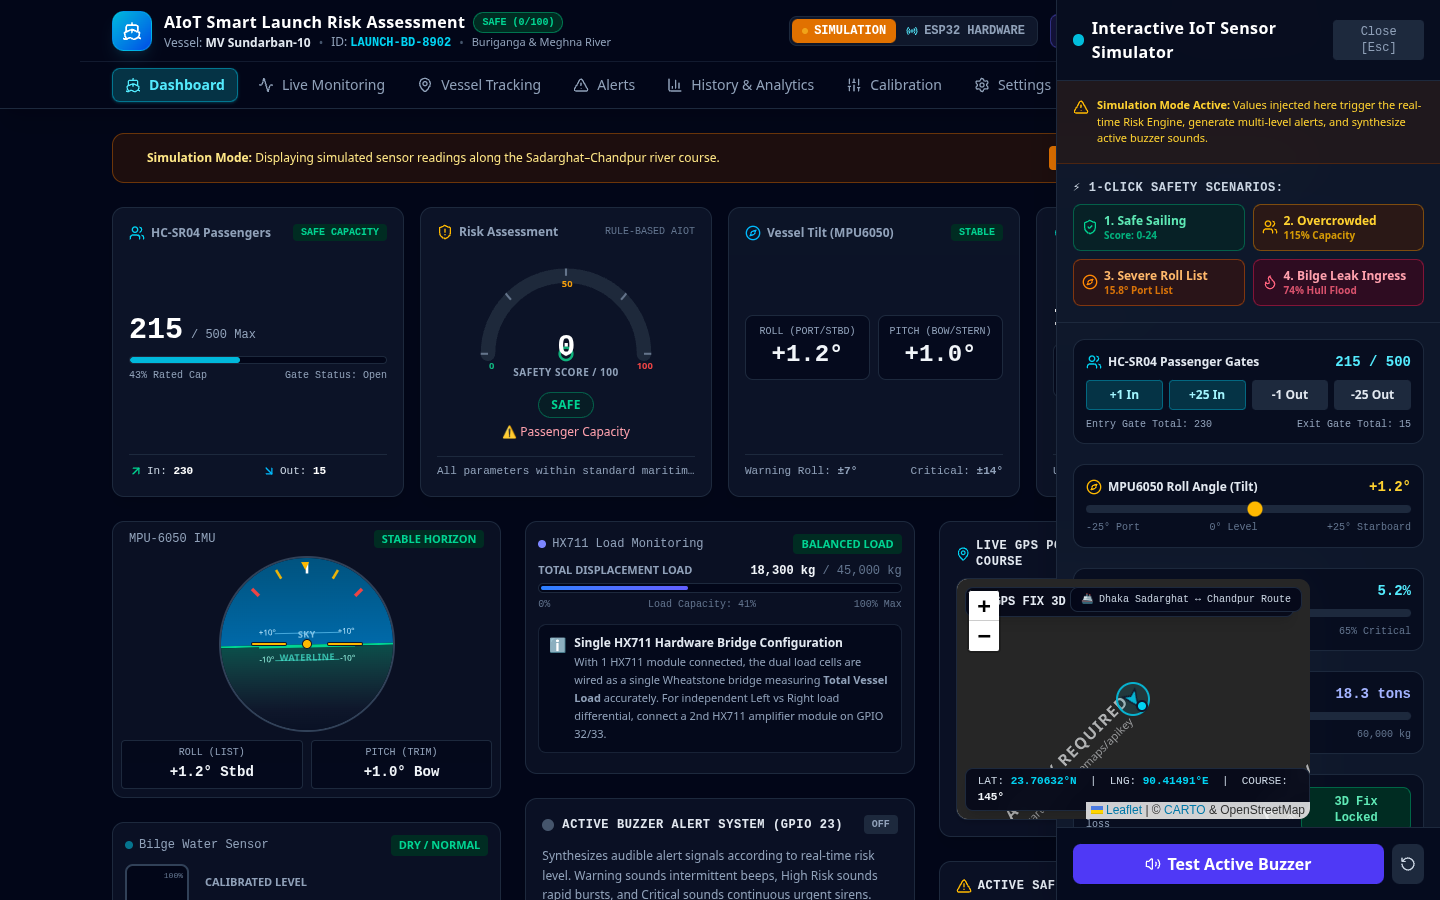 AIoT Smart Launch Risk Assessment
SAFE (0/100)
Vessel: MV Sundarban-10 • ID: LAUNCH-BD-8902 • Buriganga & Meghna River
SIMULATION
ESP32 HARDWARE
Dashboard
Live Monitoring
Vessel Tracking
Alerts
History & Analytics
Calibration
Settings
Simulation Mode: Displaying simulated sensor readings along the Sadarghat–Chandpur river course.
HC-SR04 Passengers
SAFE CAPACITY
215 / 500 Max
43% Rated Cap
Gate Status: Open
In: 230
Out: 15
Risk Assessment
RULE-BASED AIOT
50
0
0
100
SAFETY SCORE / 100
SAFE
⚠️ Passenger Capacity
All parameters within standard maritim…
Vessel Tilt (MPU6050)
STABLE
ROLL (PORT/STBD)
+1.2°
PITCH (BOW/STERN)
+1.0°
Warning Roll: ±7°
Critical: ±14°
MPU-6050 IMU
STABLE HORIZON
+10°
SKY
+10°
-10°
WATERLINE
-10°
ROLL (LIST)
+1.2° Stbd
PITCH (TRIM)
+1.0° Bow
HX711 Load Monitoring
BALANCED LOAD
TOTAL DISPLACEMENT LOAD
18,300 kg / 45,000 kg
0%
Load Capacity: 41%
100% Max
ℹ️ Single HX711 Hardware Bridge Configuration
With 1 HX711 module connected, the dual load cells are
wired as a single Wheatstone bridge measuring Total Vessel
Load accurately. For independent Left vs Right load
differential, connect a 2nd HX711 amplifier module on GPIO
32/33.
LIVE GPS
COURSE
GPS FIX 3D
🚢 Dhaka Sadarghat ↔ Chandpur Route
+
−
REQUIRED
LAT: 23.70632°N | LNG: 90.41491°E | COURSE:
145°
Leaflet | © CARTO & OpenStreetMap
Bilge Water Sensor
DRY / NORMAL
100%
CALIBRATED LEVEL
ACTIVE BUZZER ALERT SYSTEM (GPIO 23)
OFF
Synthesizes audible alert signals according to real-time risk
level. Warning sounds intermittent beeps, High Risk sounds
rapid bursts, and Critical sounds continuous urgent sirens.
ACTIVE SAF
Interactive IoT Sensor
Simulator
Close
[Esc]
Simulation Mode Active: Values injected here trigger the real-
time Risk Engine, generate multi-level alerts, and synthesize
active buzzer sounds.
⚡ 1-CLICK SAFETY SCENARIOS:
1. Safe Sailing
Score: 0-24
2. Overcrowded
115% Capacity
3. Severe Roll List
15.8° Port List
4. Bilge Leak Ingress
74% Hull Flood
HC-SR04 Passenger Gates
215 / 500
+1 In
+25 In
-1 Out
-25 Out
Entry Gate Total: 230
Exit Gate Total: 15
MPU6050 Roll Angle (Tilt)
+1.2°
-25° Port
0° Level
+25° Starboard
5.2%
65% Critical
18.3 tons
60,000 kg
3D Fix
Locked
loss
Test Active Buzzer